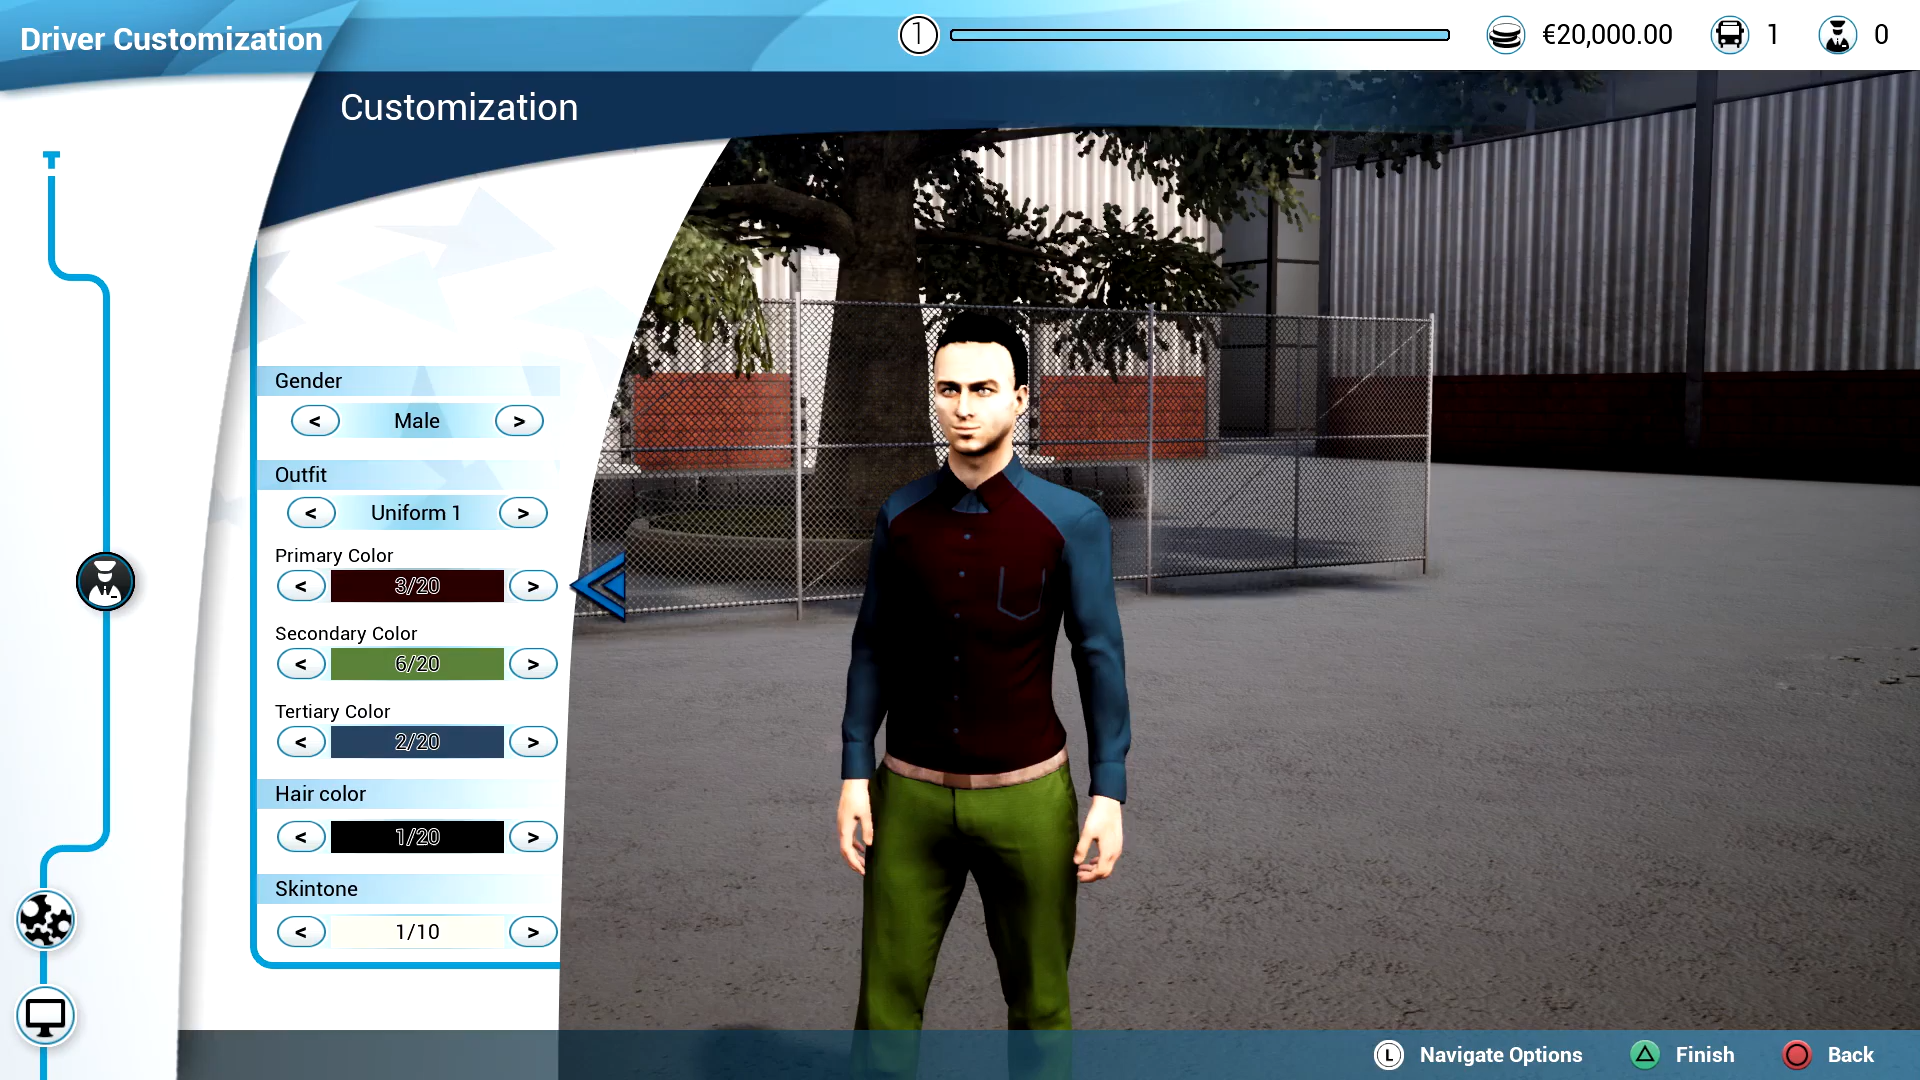 Driver Customization
1
€20,000.00
1
0
Customization
Gender
< Male >
Outfit
< Uniform 1 >
Primary Color
< 3/20 >
Secondary Color
< 6/20 >
Tertiary Color
< 2/20 >
Hair color
< 1/20 >
Skintone
< 1/10 >
L Navigate Options
Finish
Back